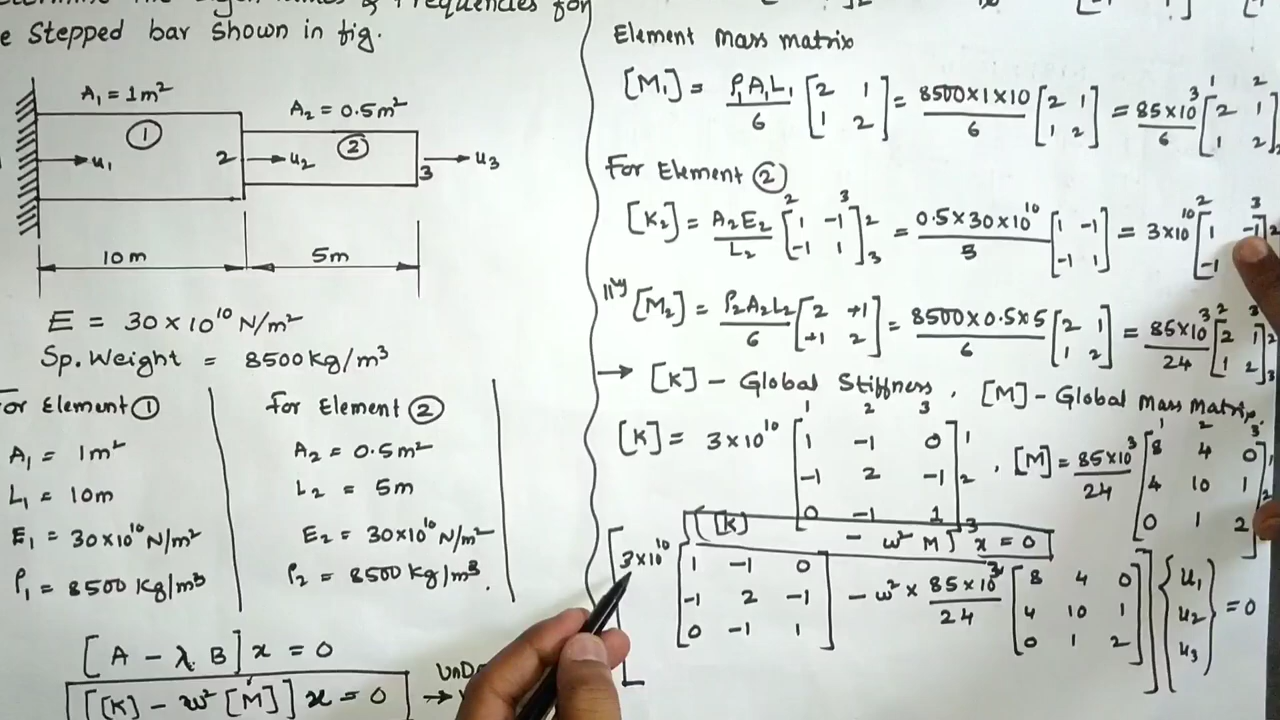 Frequencies for
e Stepped bar shown in fig.
A₁ = 1m²
A₂ = 0.5m²
① ②
u₁ 2 u₂ 3 u₃
10m 5m
E = 30×10¹⁰ N/m²
Sp. Weight = 8500 Kg/m³
For Element ①
A₁ = 1m²
L₁ = 10m
E₁ = 30×10¹⁰ N/m²
ρ₁ = 8500 Kg/m³
For Element ②
A₂ = 0.5m²
L₂ = 5m
E₂ = 30×10¹⁰ N/m²
ρ₂ = 8500 Kg/m³.
[A - λ B] x = 0
[[K] - ω² [M]] x = 0 →
Element Mass matrix
[M₁] = ρ₁A₁L₁/6 [2 1; 1 2] = 8500×1×10/6 [2 1; 1 2] = 85×10³/6 [2 1; 1 2]
For Element ②
[K₂] = A₂E₂/L₂ [1 -1; -1 1] = 0.5×30×10¹⁰/5 [1 -1; -1 1] = 3×10¹⁰ [1 -1; -1
||ly [M₂] = ρ₂A₂L₂/6 [2 +1; +1 2] = 8500×0.5×5/6 [2 1; 1 2] = 85×10³/24 [2 1; 1 2]
→ [K] - Global Stiffness, [M] - Global Mass Matrix,
[K] = 3×10¹⁰ [1 -1 0; -1 2 -1; 0 -1 1], [M] = 85×10³/24 [8 4 0; 4 10 1; 0 1 2]
{[K] - ω² M} x = 0
[3×10¹⁰ [1 -1 0; -1 2 -1; 0 -1 1] - ω² × 85×10³/24 [8 4 0; 4 10 1; 0 1 2]] {u₁ u₂ u₃} = 0